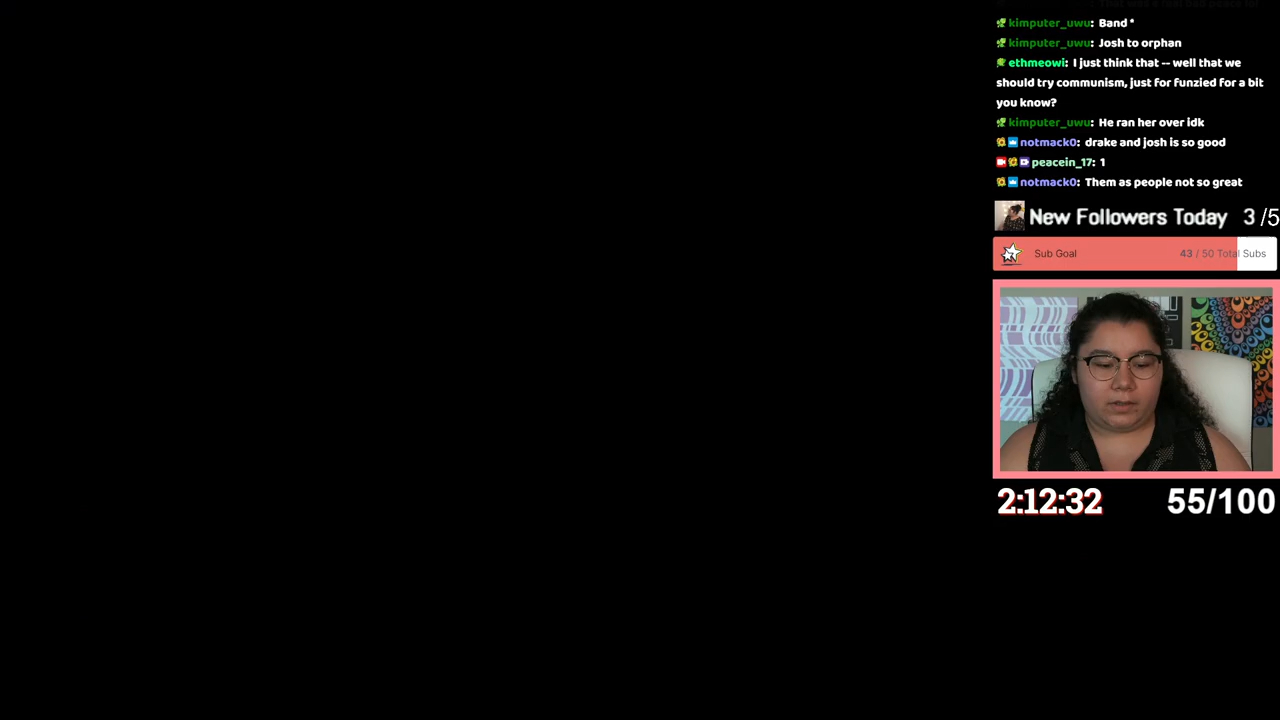 kimputer_uwu: Band *
kimputer_uwu: Josh to orphan
ethmeowi: I just think that -- well that we
should try communism, just for funzied for a bit
you know?
kimputer_uwu: He ran her over idk
notmack0: drake and josh is so good
peacein_17: 1
notmack0: Them as people not so great
New Followers Today 3 /5
Sub Goal 43 / 50 Total Subs
2:12:32 55/100